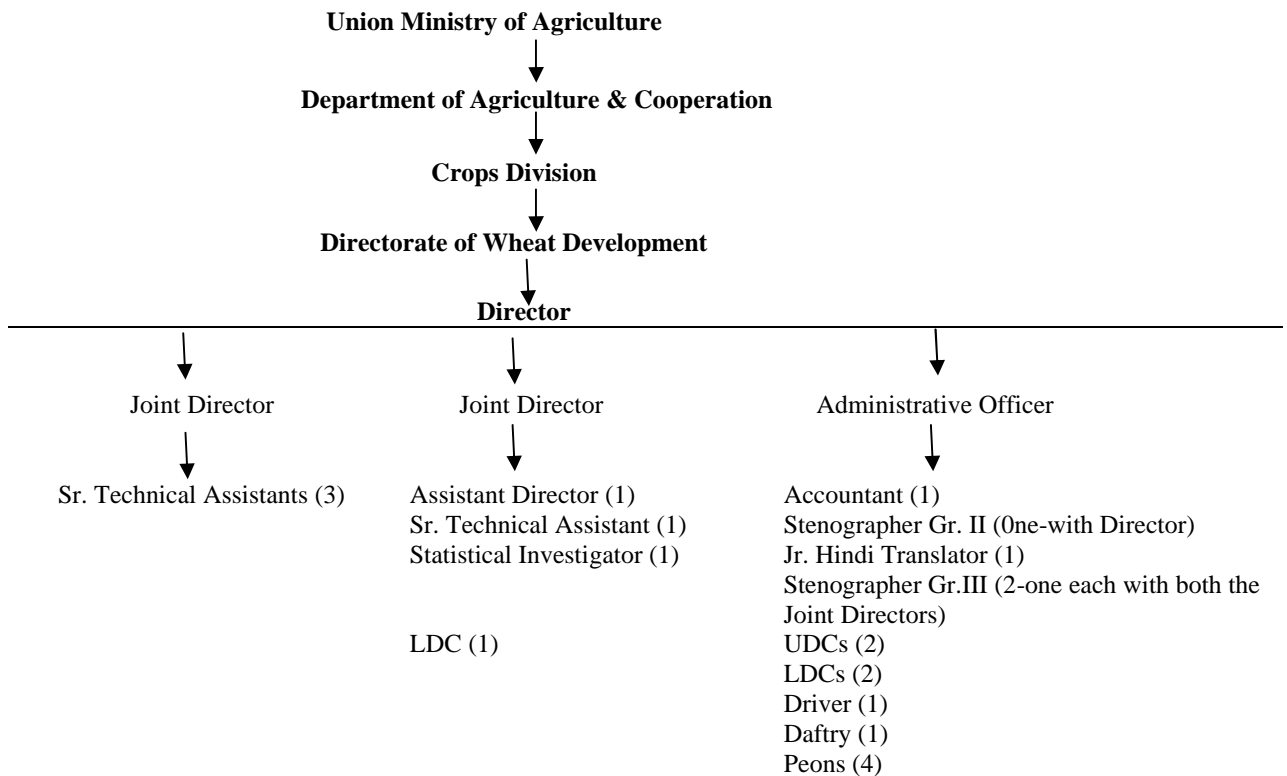 Union Ministry of Agriculture
Department of Agriculture & Cooperation
Crops Division
Directorate of Wheat Development
Director
Joint Director
Joint Director
Administrative Officer
Sr. Technical Assistants (3)
Assistant Director (1)
Sr. Technical Assistant (1)
Statistical Investigator (1)
LDC (1)
Accountant (1)
Stenographer Gr. II (0ne-with Director)
Jr. Hindi Translator (1)
Stenographer Gr.III (2-one each with both the
Joint Directors)
UDCs (2)
LDCs (2)
Driver (1)
Daftry (1)
Peons (4)